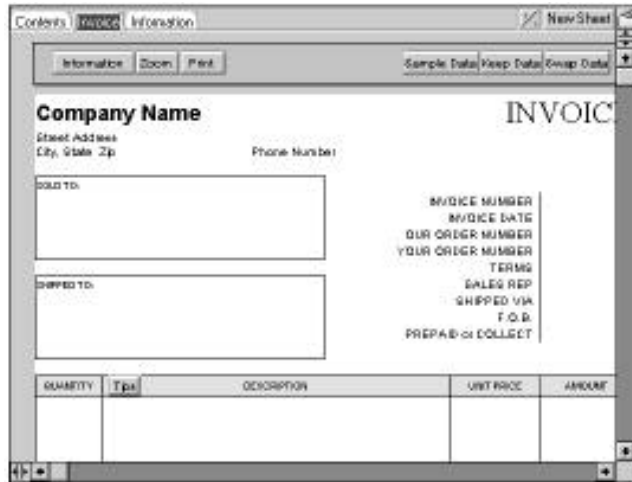 Contents Invoice Information New Sheet
Information Zoom Print Sample Data Keep Data Swap Data
Company Name INVOIC
Street Address
City, State Zip Phone Number
SOLD TO:
INVOICE NUMBER
INVOICE DATE
OUR ORDER NUMBER
YOUR ORDER NUMBER
TERMS
SALES REP
SHIPPED VIA
F.O.B.
PREPAID or COLLECT
SHIPPED TO:
QUANTITY Tips DESCRIPTION UNIT PRICE AMOUNT